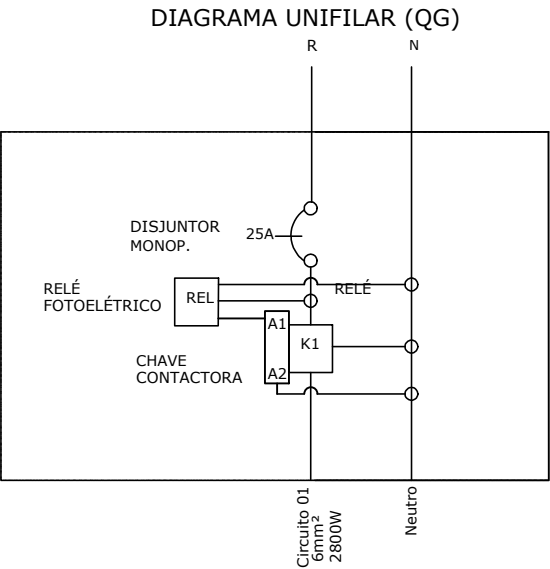 DIAGRAMA UNIFILAR (QG)
R
N
DISJUNTOR
MONOP.
25A
RELÉ
FOTOELÉTRICO
REL
RELÉ
A1
K1
CHAVE
CONTACTORA
A2
Circuito 01
6mm²
2800W
Neutro